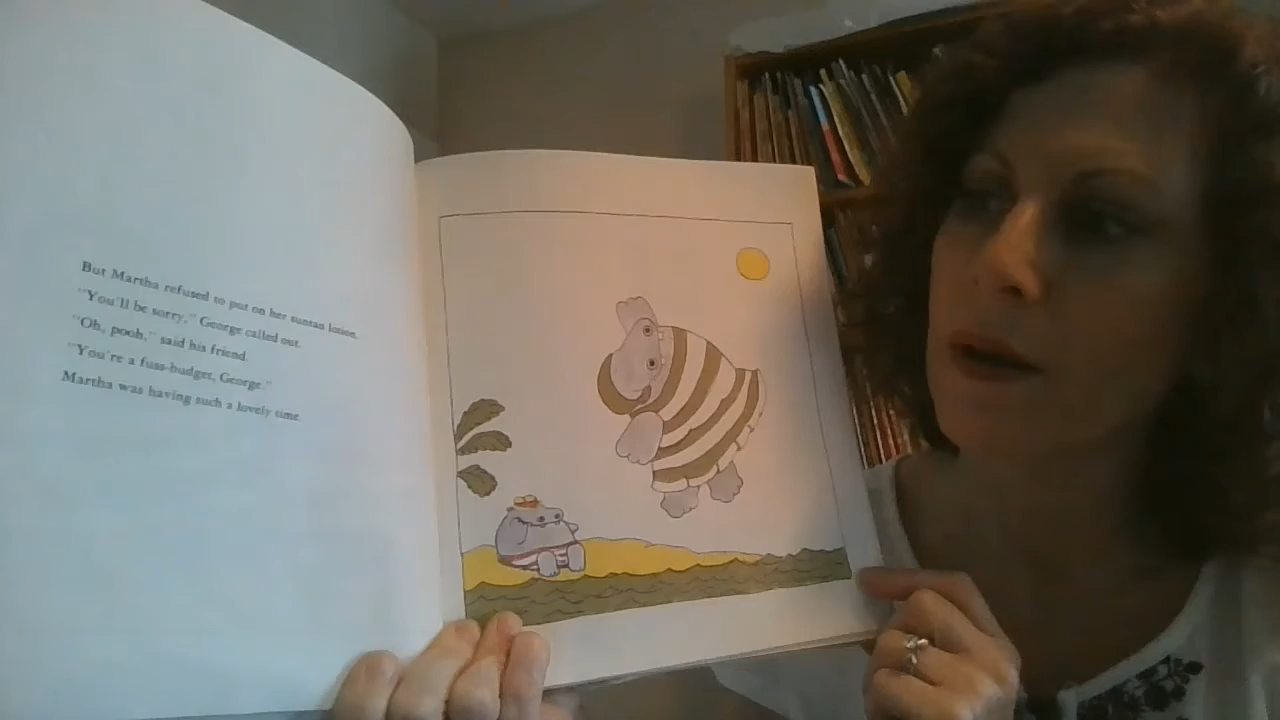 But Martha refused to put on her suntan lotion.
"You'll be sorry," George called out.
"Oh, pooh," said his friend.
"You're a fuss-budget, George."
Martha was having such a lovely time.